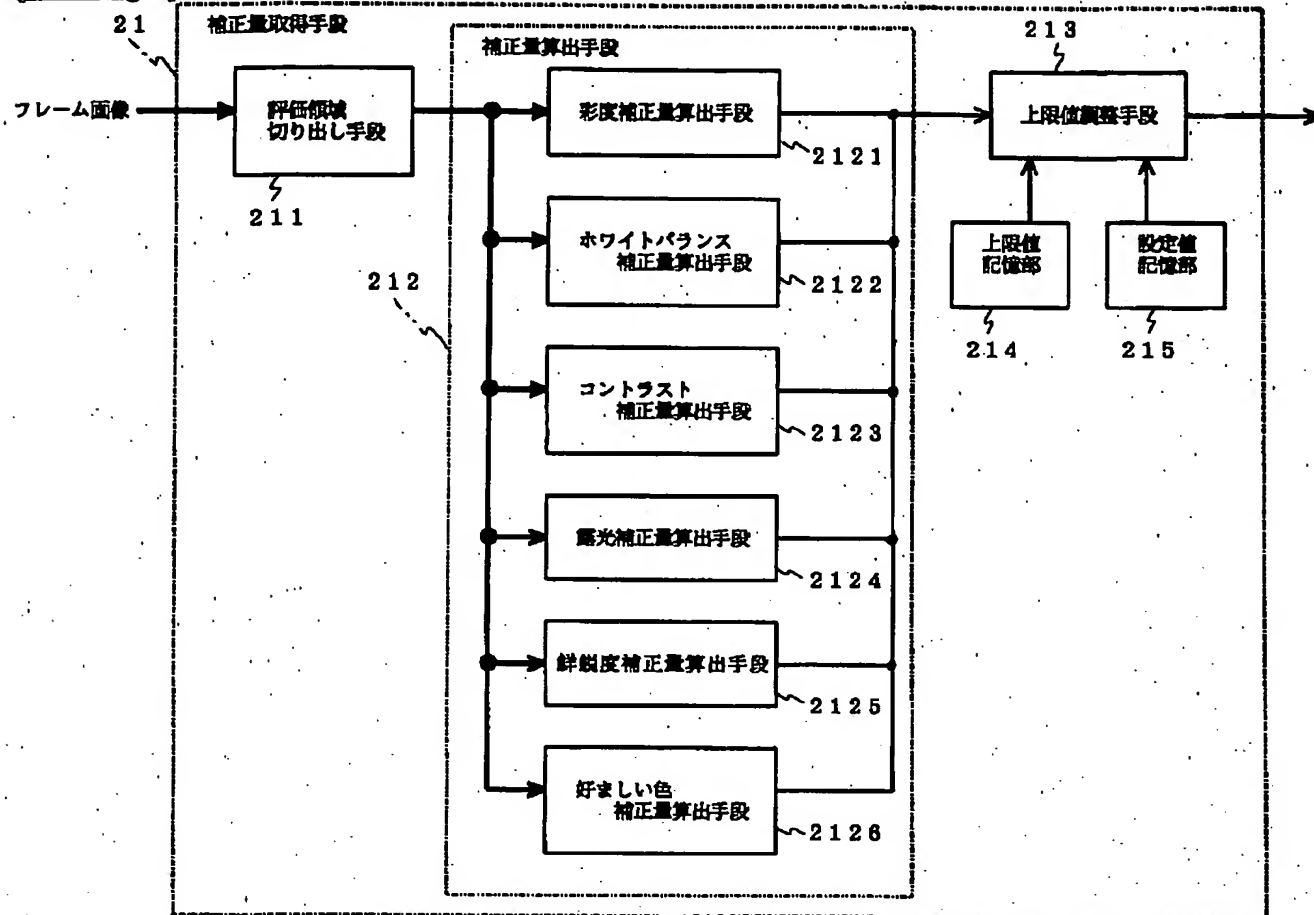 21
補正量取得手段
補正量算出手段
213
フレーム画像
評価領域
切り出し手段
211
212
彩度補正量算出手段
2121
ホワイトバランス
補正量算出手段
2122
コントラスト
補正量算出手段
2123
露光補正量算出手段
2124
鮮鋭度補正量算出手段
2125
好ましい色
補正量算出手段
2126
上限値調整手段
上限値
記憶部
214
設定値
記憶部
215